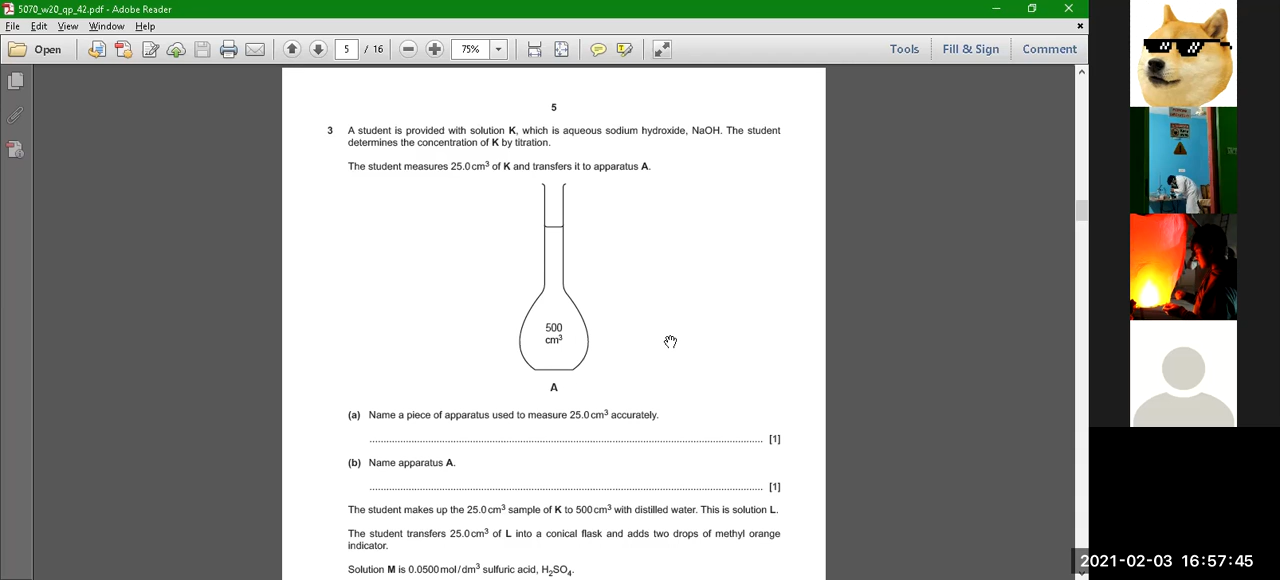 5070_w20_qp_42.pdf - Adobe Reader
File Edit View Window Help
Open 5 / 16 75% Tools Fill & Sign Comment
5
3 A student is provided with solution K, which is aqueous sodium hydroxide, NaOH. The student
determines the concentration of K by titration.
The student measures 25.0 cm³ of K and transfers it to apparatus A.
500
cm³
A
(a) Name a piece of apparatus used to measure 25.0 cm³ accurately.
[1]
(b) Name apparatus A.
[1]
The student makes up the 25.0 cm³ sample of K to 500 cm³ with distilled water. This is solution L.
The student transfers 25.0 cm³ of L into a conical flask and adds two drops of methyl orange
indicator.
Solution M is 0.0500 mol/dm³ sulfuric acid, H₂SO₄.
2021-02-03 16:57:45